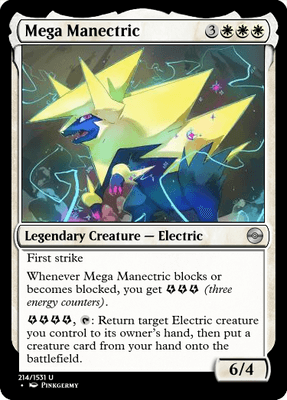 Mega Manectric
3
Legendary Creature — Electric
First strike
Whenever Mega Manectric blocks or
becomes blocked, you get (three
energy counters).
: Return target Electric creature
you control to its owner's hand, then put a
creature card from your hand onto the
battlefield.
6/4
214/1531 U
• Pinkgermy